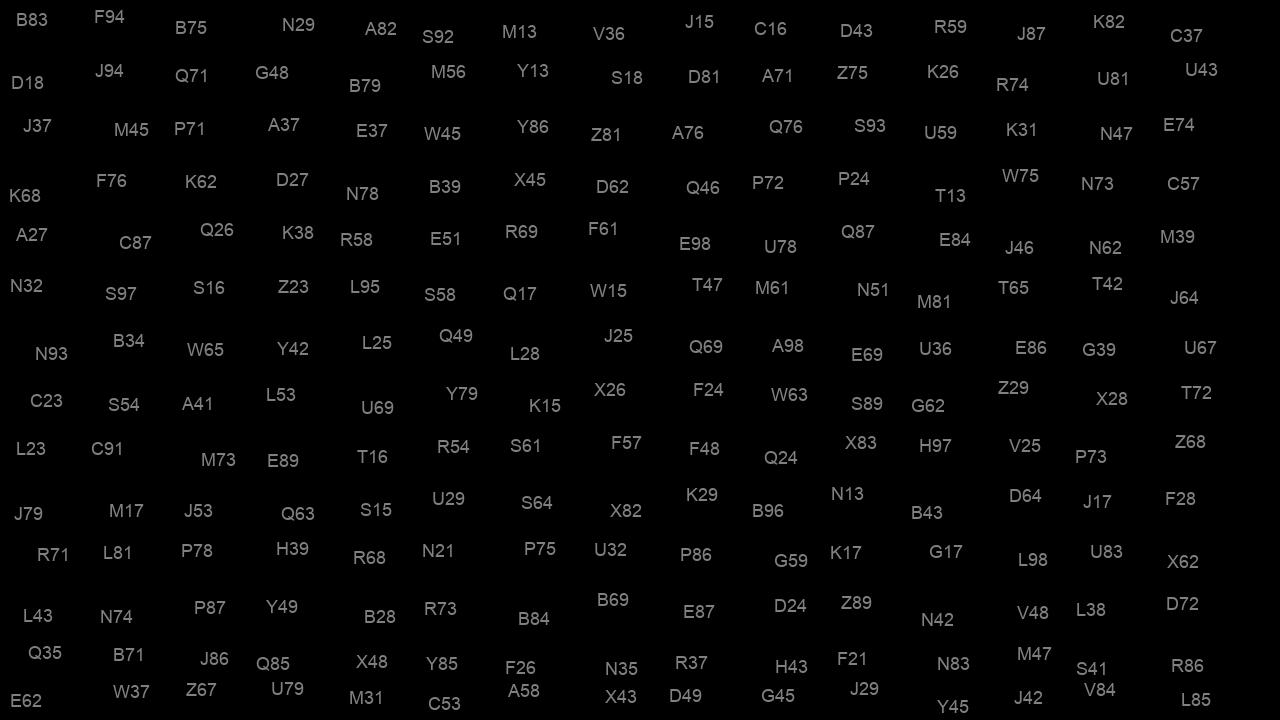 B83 F94 B75 N29 A82 S92 M13 V36 J15 C16 D43 R59 J87 K82 C37
D18 J94 Q71 G48 B79 M56 Y13 S18 D81 A71 Z75 K26 R74 U81 U43
J37 M45 P71 A37 E37 W45 Y86 Z81 A76 Q76 S93 U59 K31 N47 E74
K68 F76 K62 D27 N78 B39 X45 D62 Q46 P72 P24 T13 W75 N73 C57
A27 C87 Q26 K38 R58 E51 R69 F61 E98 U78 Q87 E84 J46 N62 M39
N32 S97 S16 Z23 L95 S58 Q17 W15 T47 M61 N51 M81 T65 T42 J64
N93 B34 W65 Y42 L25 Q49 L28 J25 Q69 A98 E69 U36 E86 G39 U67
C23 S54 A41 L53 U69 Y79 K15 X26 F24 W63 S89 G62 Z29 X28 T72
L23 C91 M73 E89 T16 R54 S61 F57 F48 Q24 X83 H97 V25 P73 Z68
J79 M17 J53 Q63 S15 U29 S64 X82 K29 B96 N13 B43 D64 J17 F28
R71 L81 P78 H39 R68 N21 P75 U32 P86 G59 K17 G17 L98 U83 X62
L43 N74 P87 Y49 B28 R73 B84 B69 E87 D24 Z89 N42 V48 L38 D72
Q35 B71 J86 Q85 X48 Y85 F26 N35 R37 H43 F21 N83 M47 S41 R86
E62 W37 Z67 U79 M31 C53 A58 X43 D49 G45 J29 Y45 J42 V84 L85